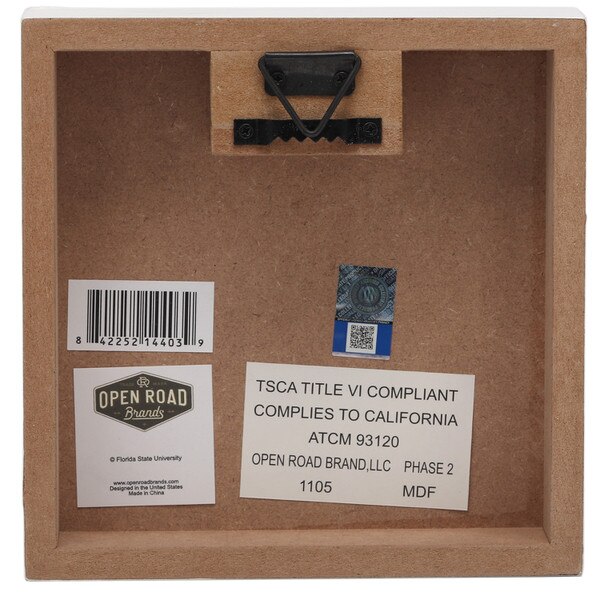 8 42252 14403 9
TRADE MARK
OPEN ROAD
Brands
© Florida State University
www.openroadbrands.com
Designed in the United States
Made in China
TSCA TITLE VI COMPLIANT
COMPLIES TO CALIFORNIA
ATCM 93120
OPEN ROAD BRAND,LLC PHASE 2
1105 MDF